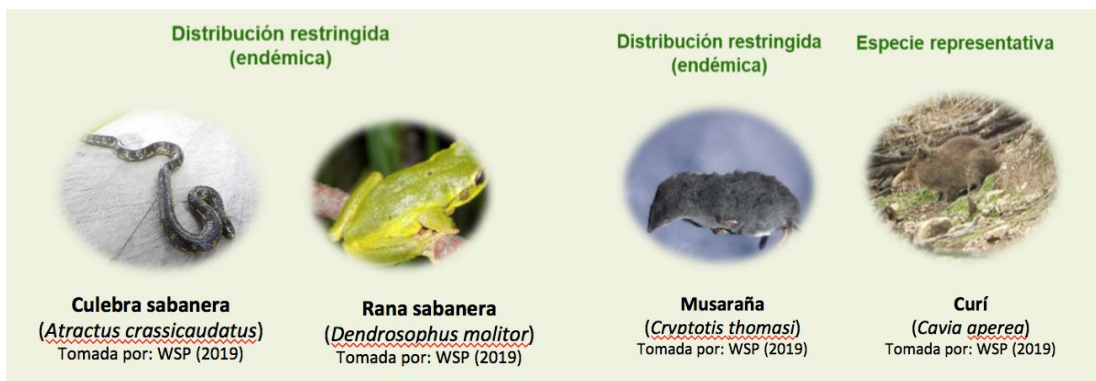 Distribución restringida
(endémica)
Distribución restringida
(endémica)
Especie representativa
Culebra sabanera
(Atractus crassicaudatus)
Tomada por: WSP (2019)
Rana sabanera
(Dendrosophus molitor)
Tomada por: WSP (2019)
Musaraña
(Cryptotis thomasi)
Tomada por: WSP (2019)
Curí
(Cavia aperea)
Tomada por: WSP (2019)